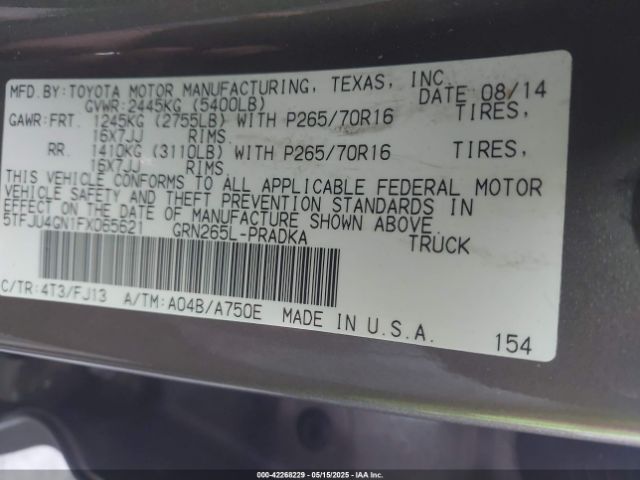 MFD.BY:TOYOTA MOTOR MANUFACTURING, TEXAS, INC.
GVWR:2445KG (5400LB) DATE 08/14
GAWR:FRT. 1245KG (2755LB) WITH P265/70R16 TIRES,
16X7JJ RIMS
RR. 1410KG (3110LB) WITH P265/70R16 TIRES,
16X7JJ RIMS
THIS VEHICLE CONFORMS TO ALL APPLICABLE FEDERAL MOTOR
VEHICLE SAFETY AND THEFT PREVENTION STANDARDS IN
EFFECT ON THE DATE OF MANUFACTURE SHOWN ABOVE.
5TFJU4GN1FX065621 GRN265L-PRADKA TRUCK
C/TR:4T3/FJ13 A/TM:A04B/A750E MADE IN U.S.A.
154
000-42268229 - 05/15/2025 - IAAI.COM